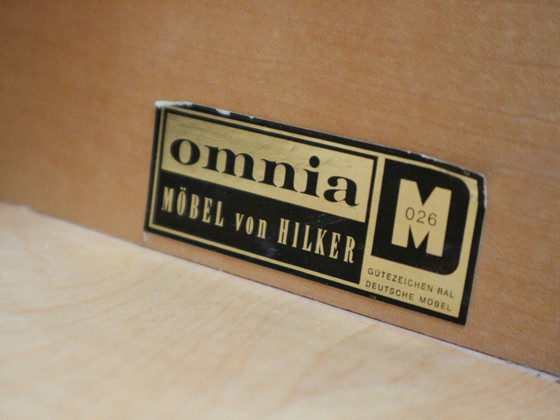 omnia
MÖBEL von HILKER
M
026
GÜTEZEICHEN RAL
DEUTSCHE MÖBEL